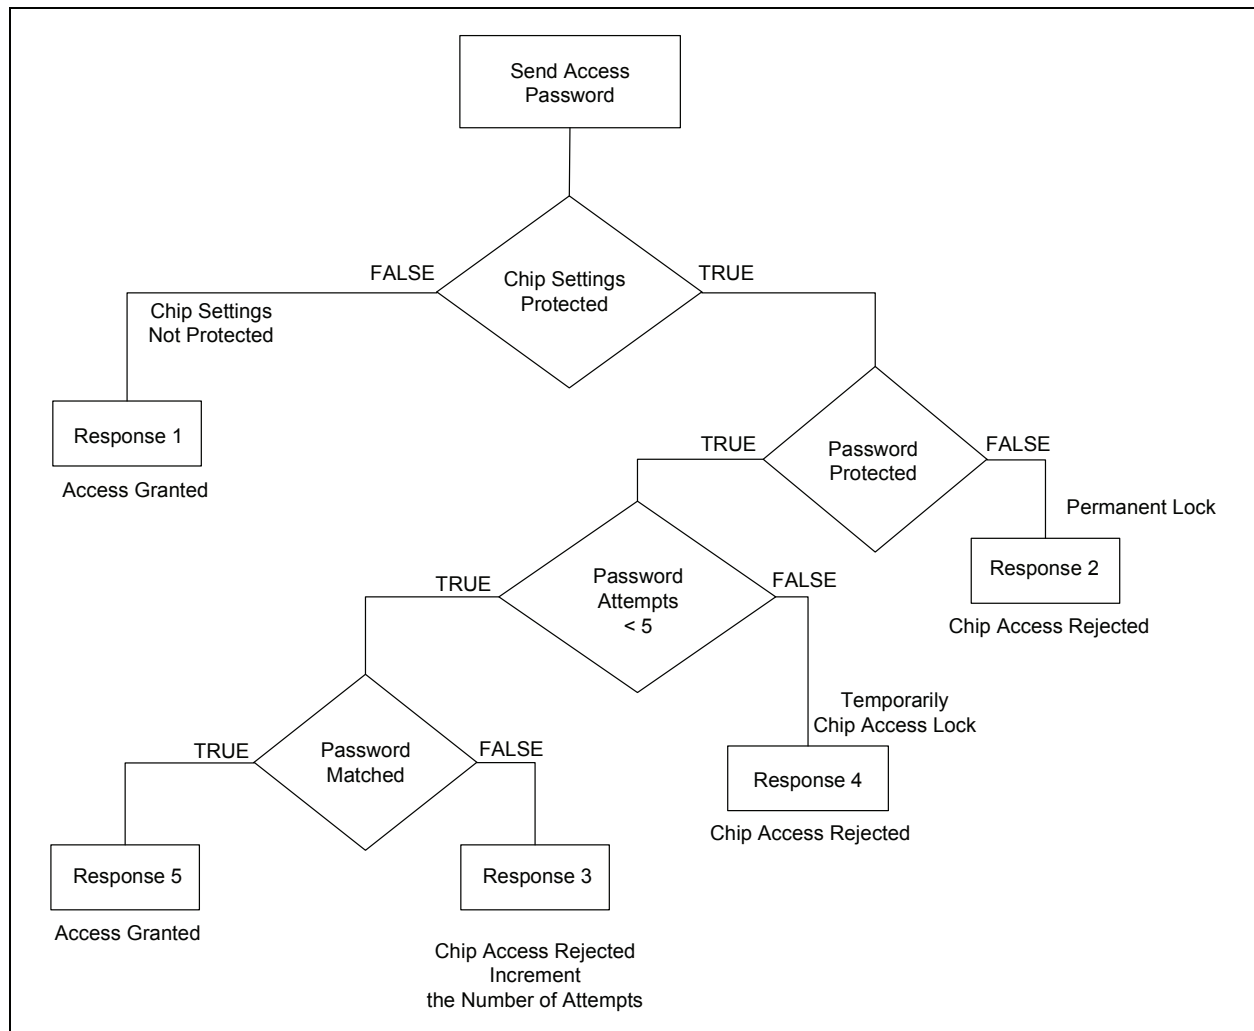 Send Access
Password
FALSE
Chip Settings
Protected
TRUE
Chip Settings
Not Protected
Response 1
Access Granted
TRUE
Password
Protected
FALSE
Permanent Lock
Response 2
Chip Access Rejected
TRUE
Password
Attempts
< 5
FALSE
Temporarily
Chip Access Lock
Response 4
Chip Access Rejected
TRUE
Password
Matched
FALSE
Response 5
Access Granted
Response 3
Chip Access Rejected
Increment
the Number of Attempts